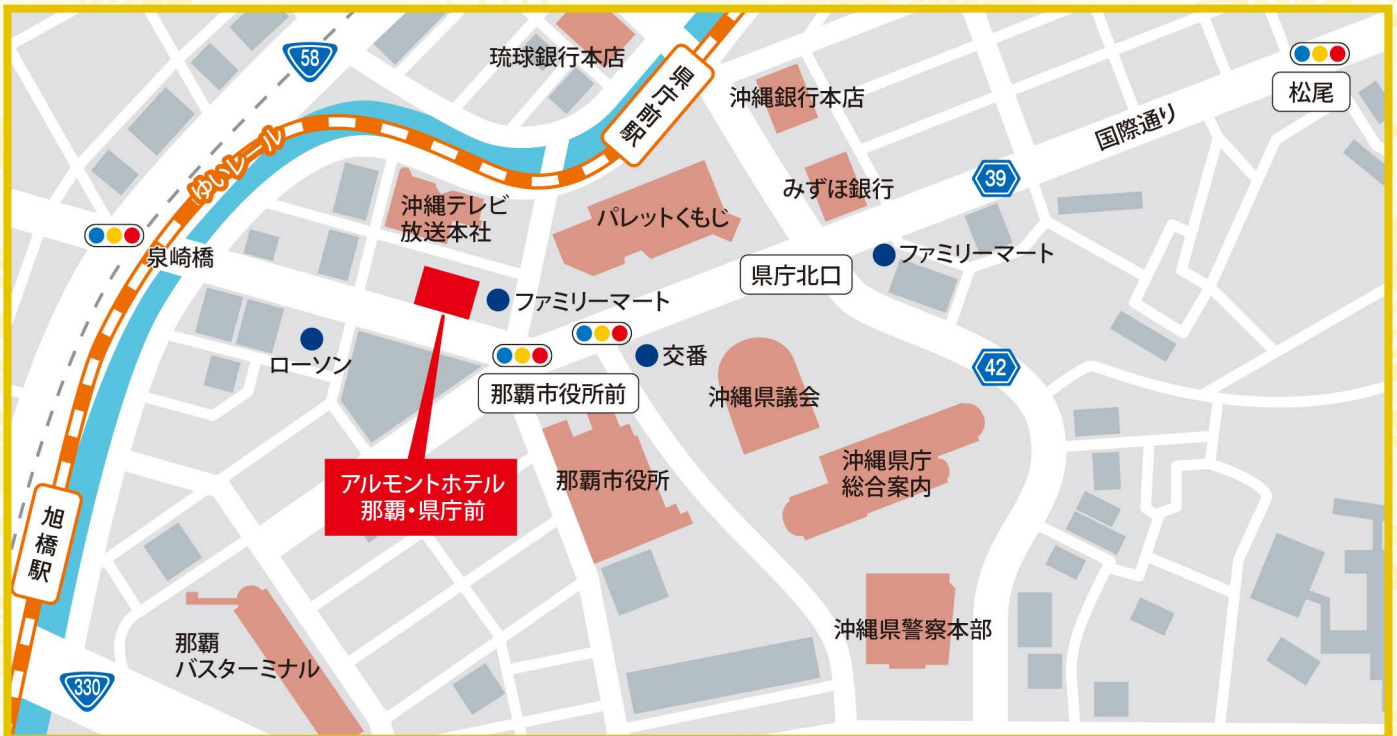 58
琉球銀行本店
県庁前駅
沖縄銀行本店
松尾
国際通り
39
ゆいレール
沖縄テレビ
放送本社
パレットくもじ
みずほ銀行
泉崎橋
県庁北口
ファミリーマート
ファミリーマート
ローソン
交番
那覇市役所前
沖縄県議会
42
アルモントホテル
那覇・県庁前
那覇市役所
沖縄県庁
総合案内
旭橋駅
沖縄県警察本部
那覇
バスターミナル
330